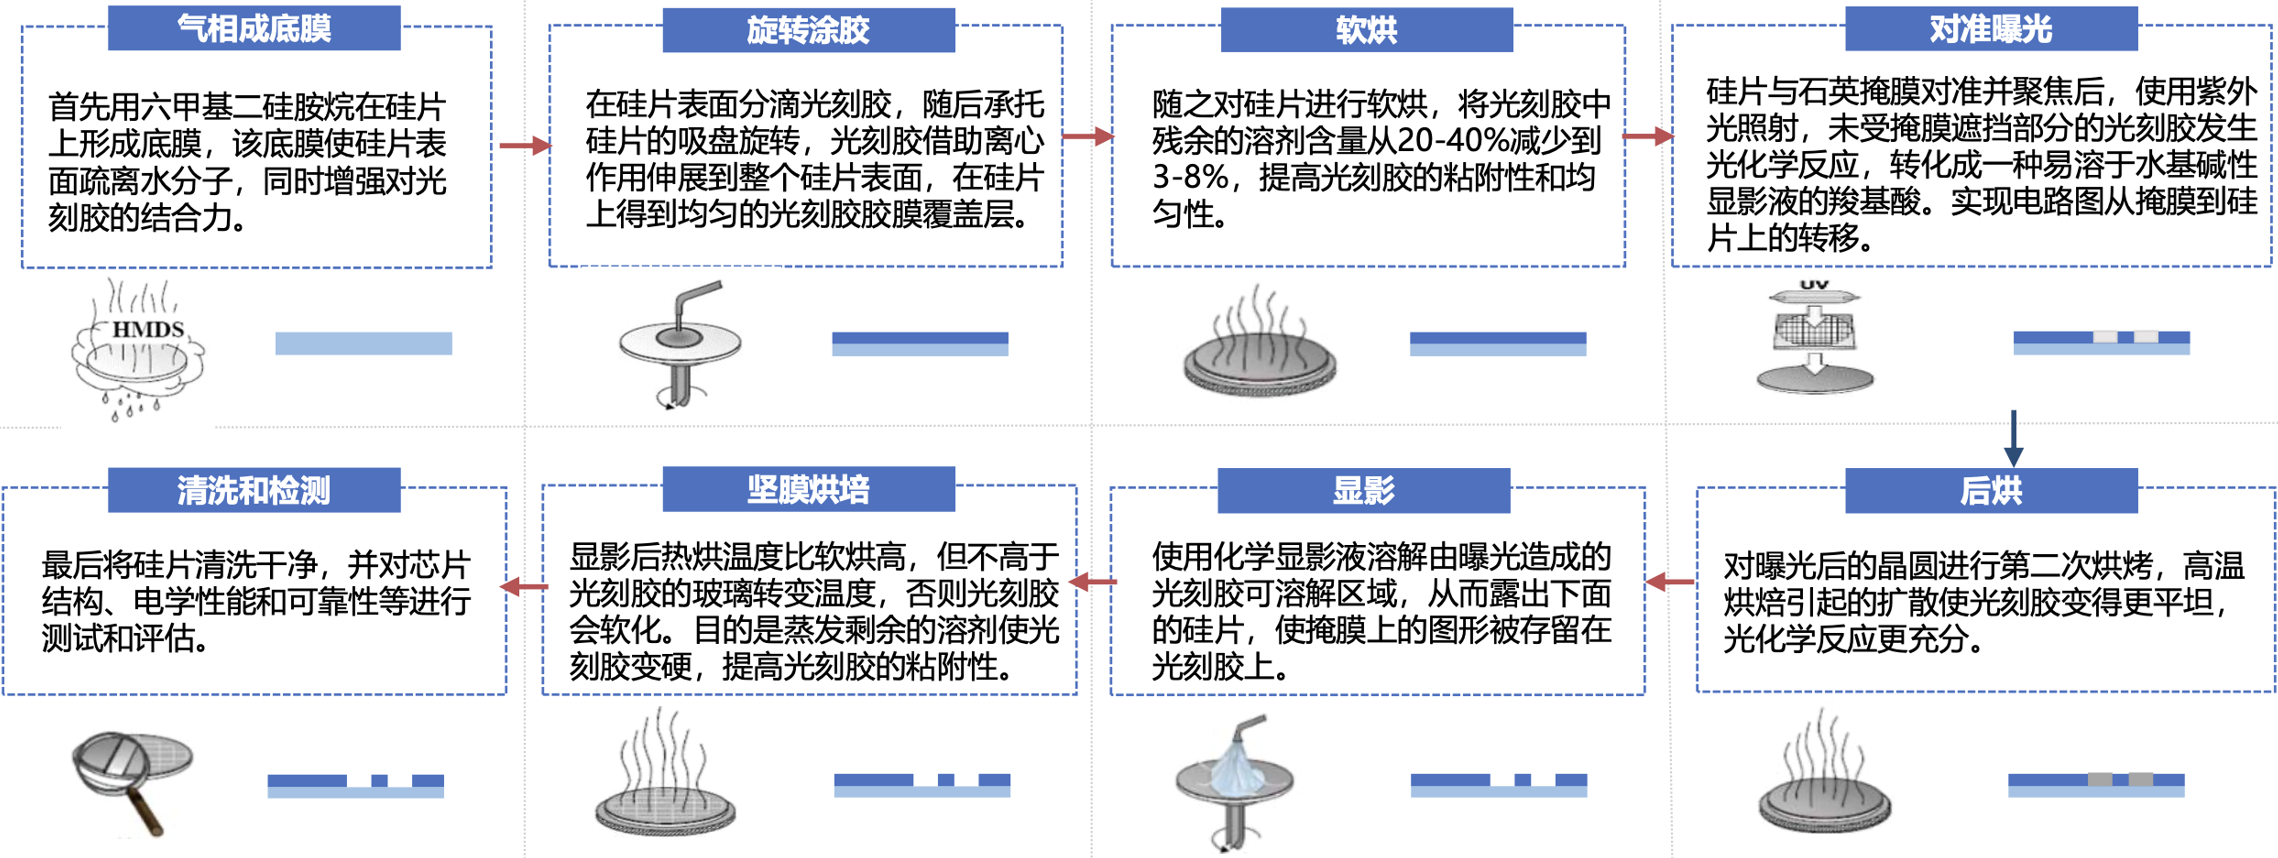 气相成底膜
首先用六甲基二硅胺烷在硅片
上形成底膜，该底膜使硅片表
面疏离水分子，同时增强对光
刻胶的结合力。
HMDS
旋转涂胶
在硅片表面分滴光刻胶，随后承托
硅片的吸盘旋转，光刻胶借助离心
作用伸展到整个硅片表面，在硅片
上得到均匀的光刻胶胶膜覆盖层。
软烘
随之对硅片进行软烘，将光刻胶中
残余的溶剂含量从20-40%减少到
3-8%，提高光刻胶的粘附性和均
匀性。
对准曝光
硅片与石英掩膜对准并聚焦后，使用紫外
光照射，未受掩膜遮挡部分的光刻胶发生
光化学反应，转化成一种易溶于水基碱性
显影液的羧基酸。实现电路图从掩膜到硅
片上的转移。
UV
后烘
对曝光后的晶圆进行第二次烘烤，高温
烘焙引起的扩散使光刻胶变得更平坦，
光化学反应更充分。
显影
使用化学显影液溶解由曝光造成的
光刻胶可溶解区域，从而露出下面
的硅片，使掩膜上的图形被存留在
光刻胶上。
坚膜烘培
显影后热烘温度比软烘高，但不高于
光刻胶的玻璃转变温度，否则光刻胶
会软化。目的是蒸发剩余的溶剂使光
刻胶变硬，提高光刻胶的粘附性。
清洗和检测
最后将硅片清洗干净，并对芯片
结构、电学性能和可靠性等进行
测试和评估。